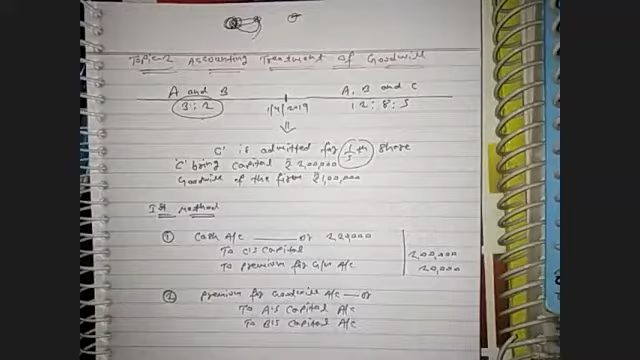 Topic-2 Accounting Treatment of Goodwill
A and B A, B and C
3 : 2 1/4/2019 12 : 8 : 5
C is admitted for 1/5 th share
'C' bring capital ₹ 2,00,000
Goodwill of the firm ₹ 1,00,000
Ist method
① Cash A/c Dr 220,000
To C's Capital 2,00,000
To premium for G/w A/c 20,000
② Premium for Goodwill A/c Dr
To A's Capital A/c
To B's Capital A/c